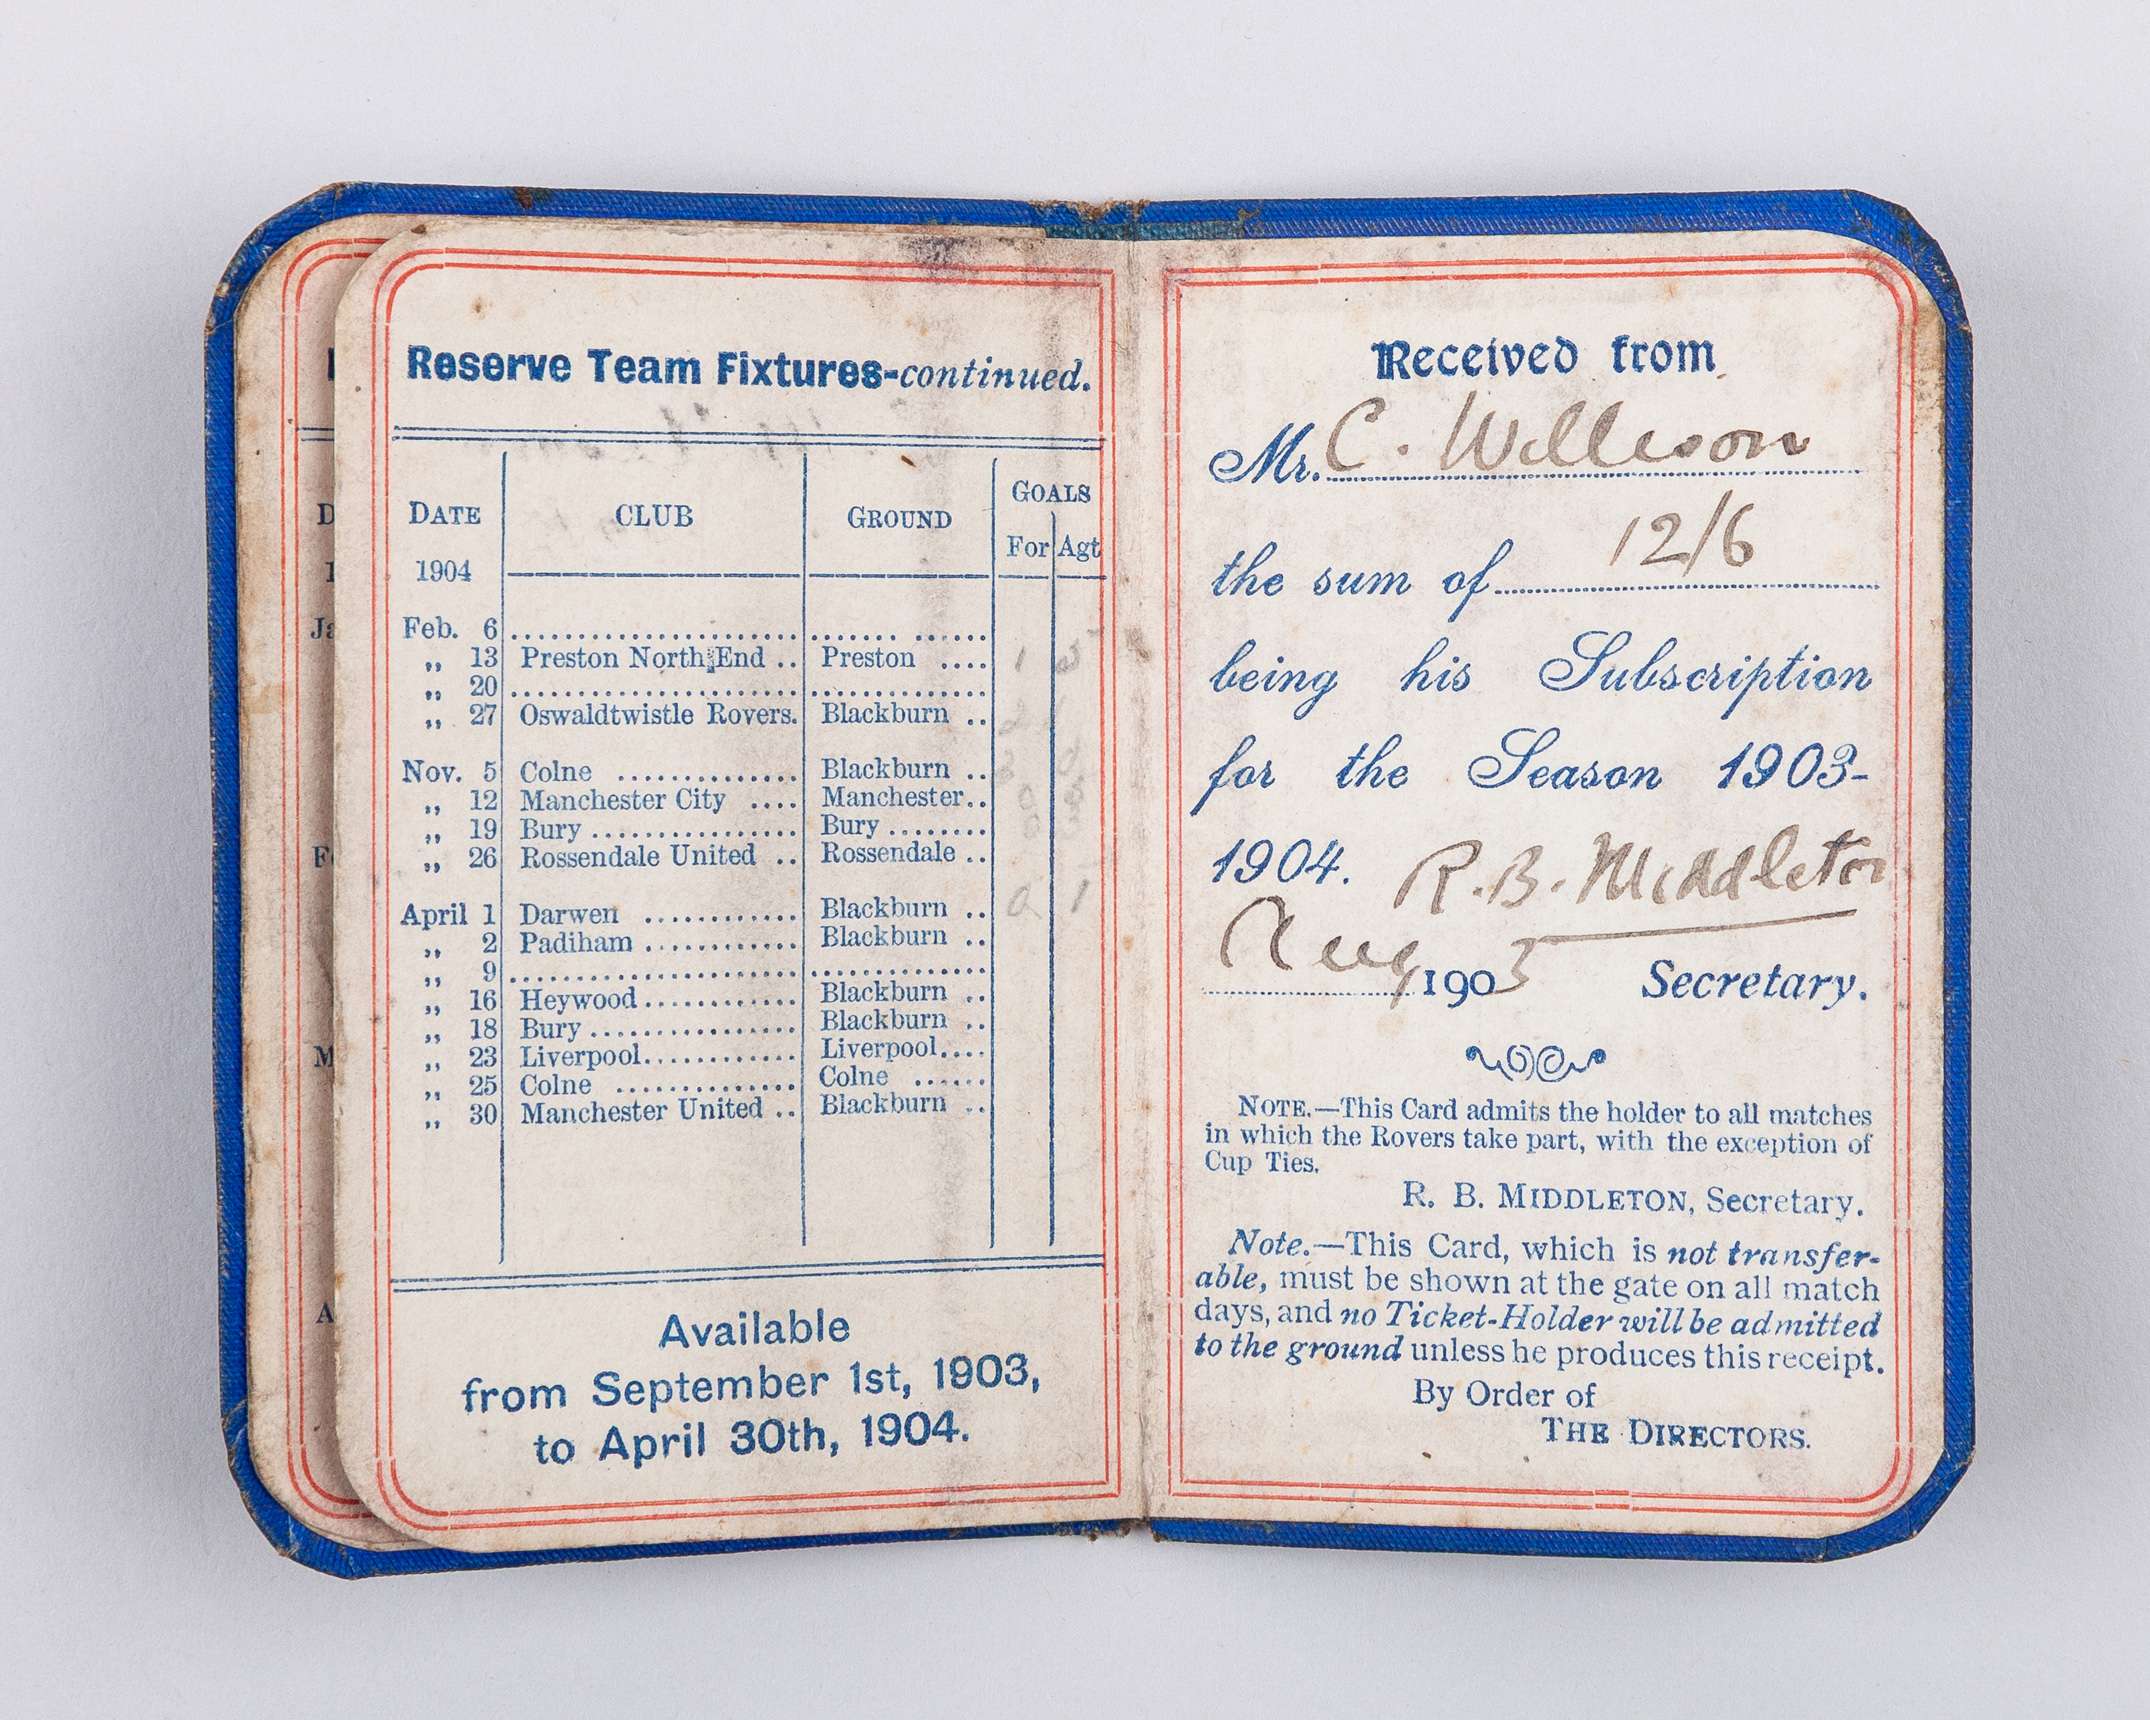 Reserve Team Fixtures-continued.
DATE CLUB GROUND GOALS
For Agt
1904
Feb. 6 ........................ ....... ......
„ 13 Preston North End .. Preston .... 1
„ 20 ........................ ..............
„ 27 Oswaldtwistle Rovers. Blackburn ..
Nov. 5 Colne .............. Blackburn ..
„ 12 Manchester City .... Manchester.. 0
„ 19 Bury ................ Bury ........
„ 26 Rossendale United .. Rossendale ..
April 1 Darwen ............ Blackburn .. 0 1
„ 2 Padiham ............ Blackburn ..
„ 9 ........................ ..............
„ 16 Heywood ............ Blackburn ..
„ 18 Bury ................ Blackburn ..
„ 23 Liverpool............ Liverpool....
„ 25 Colne .............. Colne ......
„ 30 Manchester United .. Blackburn ..
Available
from September 1st, 1903,
to April 30th, 1904.
Received from
Mr. C. Willison
the sum of 12/6
being his Subscription
for the Season 1903-
1904. R. B. Middleton
Aug 1903 Secretary.
NOTE.—This Card admits the holder to all matches
in which the Rovers take part, with the exception of
Cup Ties.
R. B. MIDDLETON, Secretary.
Note.—This Card, which is not transfer-
able, must be shown at the gate on all match
days, and no Ticket-Holder will be admitted
to the ground unless he produces this receipt.
By Order of
THE DIRECTORS.